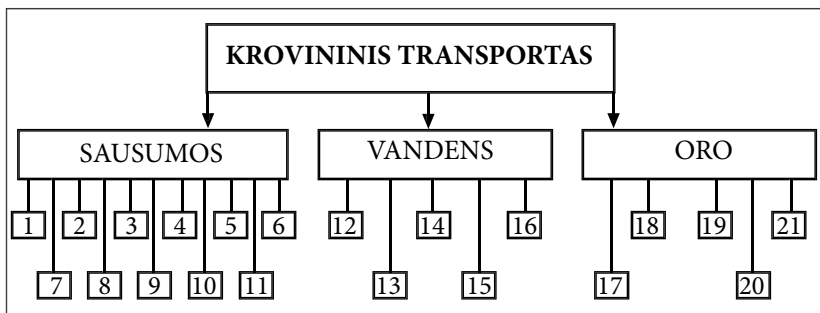 KROVININIS TRANSPORTAS
SAUSUMOS VANDENS ORO
1 2 3 4 5 6 12 14 16 18 19 21
7 8 9 10 11 13 15 17 20